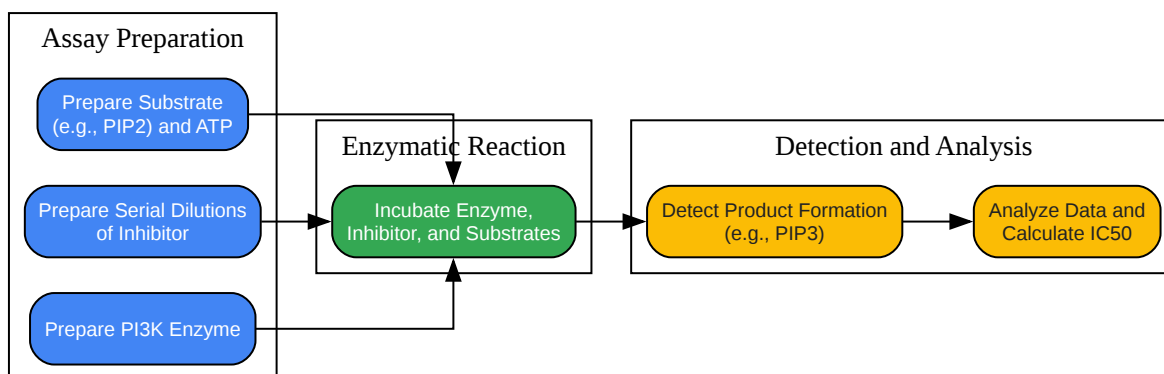 Assay Preparation
Prepare Substrate
(e.g., PIP2) and ATP
Prepare Serial Dilutions
of Inhibitor
Prepare PI3K Enzyme
Enzymatic Reaction
Incubate Enzyme,
Inhibitor, and Substrates
Detection and Analysis
Detect Product Formation
(e.g., PIP3)
Analyze Data and
Calculate IC50